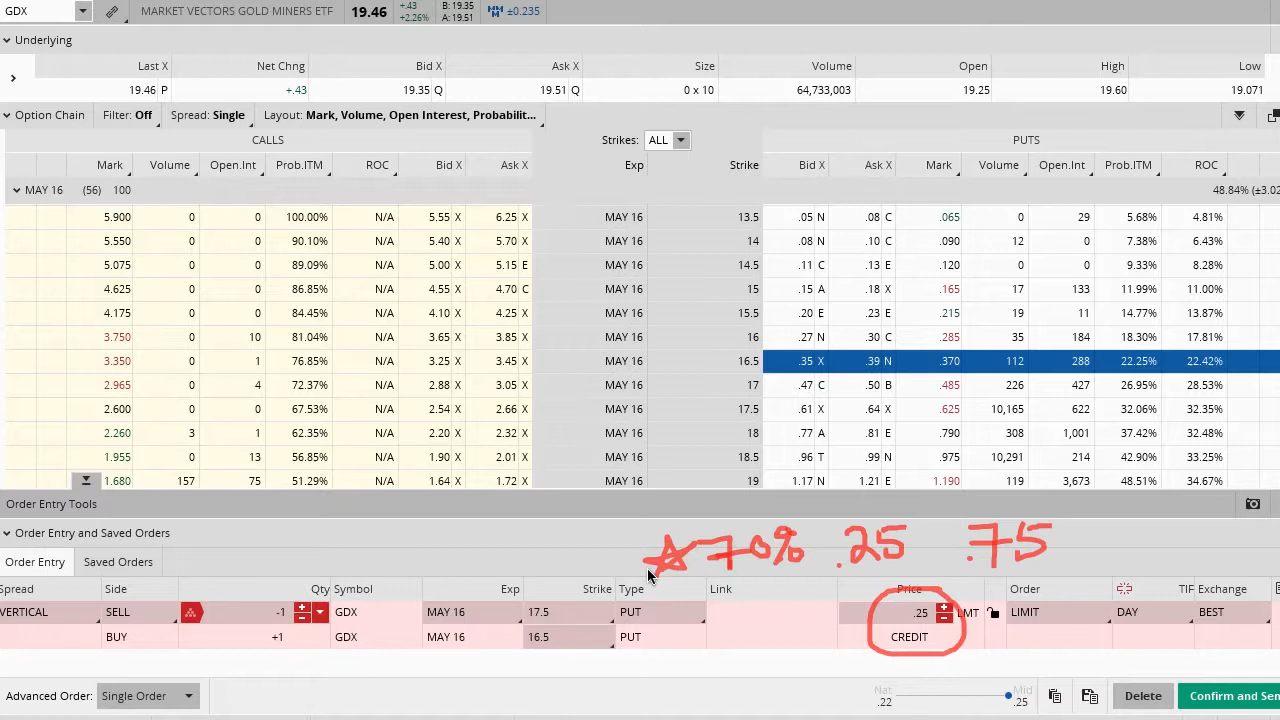 GDX MARKET VECTORS GOLD MINERS ETF 19.46 +.43 +2.26% B: 19.35 A: 19.51 ±0.235
Underlying
Last X Net Chng Bid X Ask X Size Volume Open High Low
19.46 P +.43 19.35 Q 19.51 Q 0 x 10 64,733,003 19.25 19.60 19.071
Option Chain Filter: Off Spread: Single Layout: Mark, Volume, Open Interest, Probabilit...
CALLS Strikes: ALL PUTS
Mark Volume Open.Int Prob.ITM ROC Bid X Ask X Exp Strike Bid X Ask X Mark Volume Open.Int Prob.ITM ROC
MAY 16 (56) 100 48.84% (±3.02
5.900 0 0 100.00% N/A 5.55 X 6.25 X MAY 16 13.5 .05 N .08 C .065 0 29 5.68% 4.81%
5.550 0 0 90.10% N/A 5.40 X 5.70 X MAY 16 14 .08 N .10 C .090 12 0 7.38% 6.43%
5.075 0 0 89.09% N/A 5.00 X 5.15 E MAY 16 14.5 .11 C .13 E .120 0 0 9.33% 8.28%
4.625 0 0 86.85% N/A 4.55 X 4.70 C MAY 16 15 .15 A .18 X .165 17 133 11.99% 11.00%
4.175 0 0 84.45% N/A 4.10 X 4.25 X MAY 16 15.5 .20 E .23 E .215 19 11 14.77% 13.87%
3.750 0 10 81.04% N/A 3.65 X 3.85 X MAY 16 16 .27 N .30 C .285 35 184 18.30% 17.81%
3.350 0 1 76.85% N/A 3.25 X 3.45 X MAY 16 16.5 .35 X .39 N .370 112 288 22.25% 22.42%
2.965 0 4 72.37% N/A 2.88 X 3.05 X MAY 16 17 .47 C .50 B .485 226 427 26.95% 28.53%
2.600 0 0 67.53% N/A 2.54 X 2.66 X MAY 16 17.5 .61 X .64 X .625 10,165 622 32.06% 32.35%
2.260 3 1 62.35% N/A 2.20 X 2.32 X MAY 16 18 .77 A .81 E .790 308 1,001 37.42% 32.48%
1.955 0 13 56.85% N/A 1.90 X 2.01 X MAY 16 18.5 .96 T .99 N .975 10,291 214 42.90% 33.25%
1.680 157 75 51.29% N/A 1.64 X 1.72 X MAY 16 19 1.17 N 1.21 E 1.190 119 3,673 48.51% 34.67%
Order Entry Tools
Order Entry and Saved Orders
70% .25 .75
Order Entry Saved Orders
Spread Side Qty Symbol Exp Strike Type Link Price Order TIF Exchange
VERTICAL SELL -1 GDX MAY 16 17.5 PUT .25 LMT LIMIT DAY BEST
BUY +1 GDX MAY 16 16.5 PUT CREDIT
Advanced Order: Single Order Nat .22 Mid .25 Delete Confirm and Sen